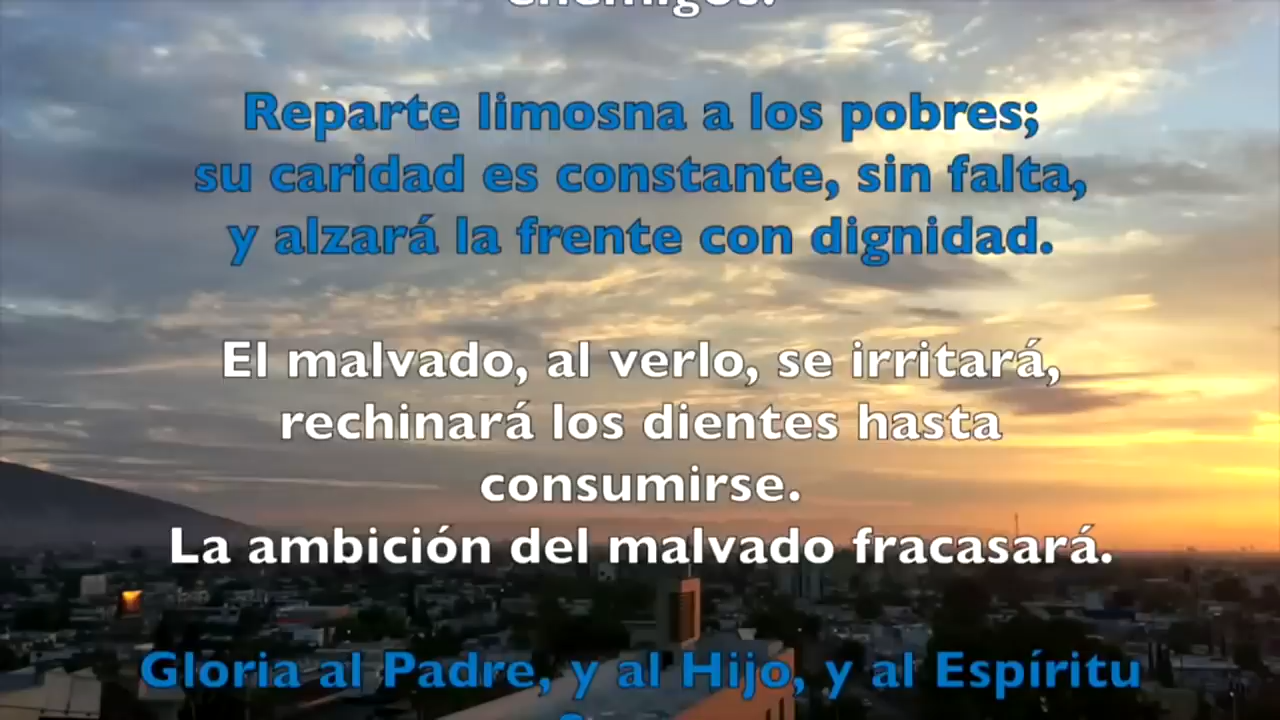 enemigos.
Reparte limosna a los pobres;
su caridad es constante, sin falta,
y alzará la frente con dignidad.
El malvado, al verlo, se irritará,
rechinará los dientes hasta
consumirse.
La ambición del malvado fracasará.
Gloria al Padre, y al Hijo, y al Espíritu